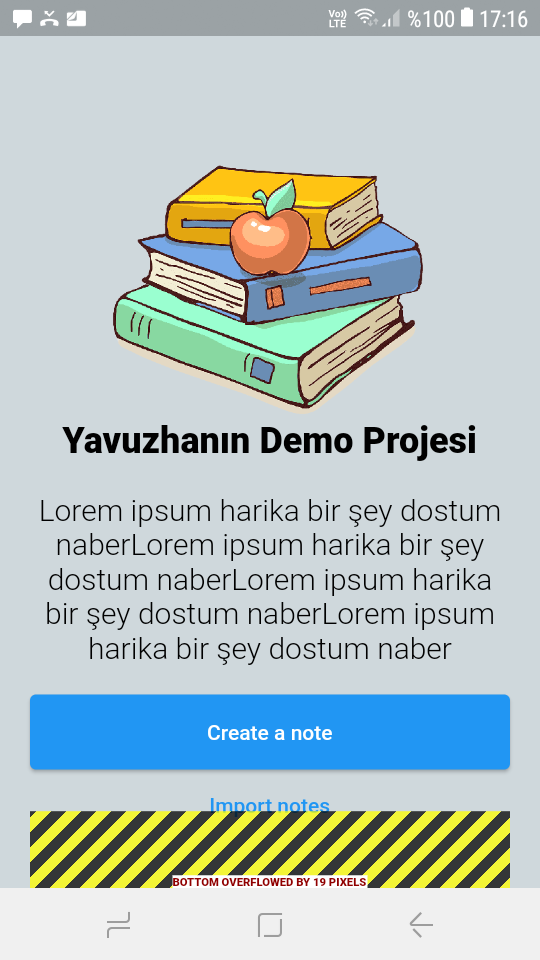 Vo))
LTE
%100
17:16
Yavuzhanın Demo Projesi
Lorem ipsum harika bir şey dostum
naberLorem ipsum harika bir şey
dostum naberLorem ipsum harika
bir şey dostum naberLorem ipsum
harika bir şey dostum naber
Create a note
Import notes
BOTTOM OVERFLOWED BY 19 PIXELS